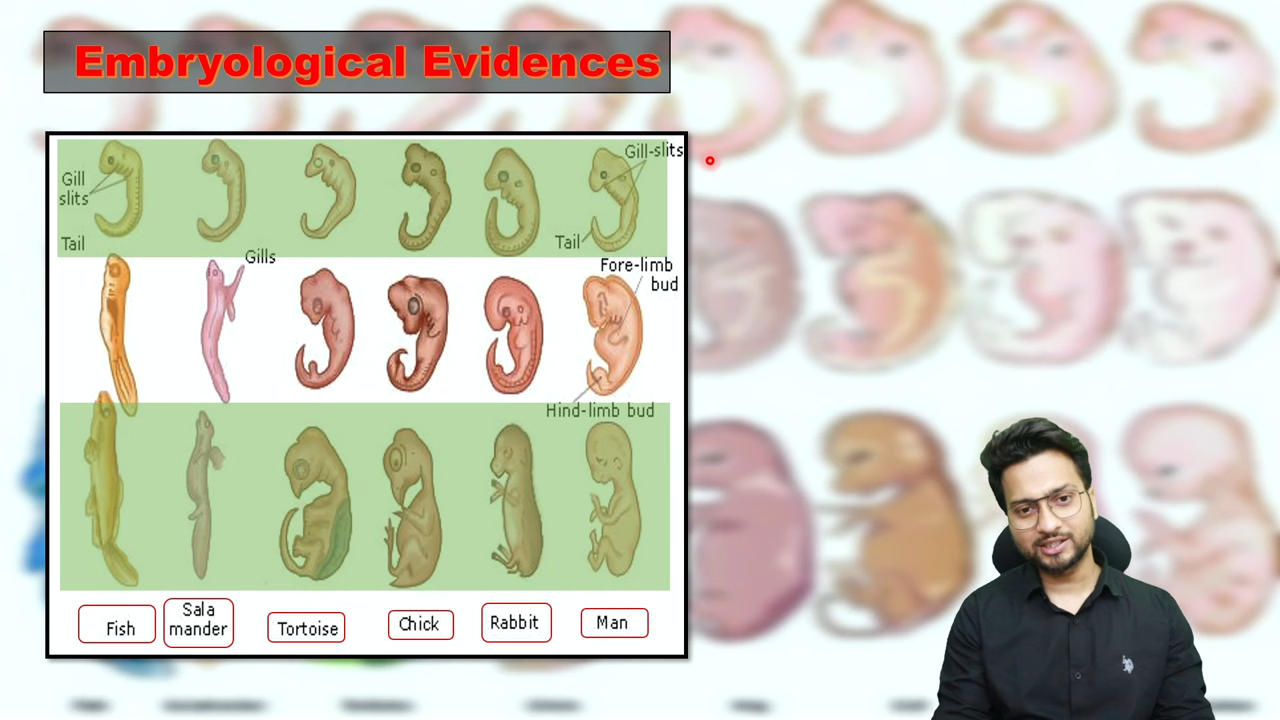 Embryological Evidences
Gill-slits
Gill
slits
Tail
Tail
Gills
Fore-limb
bud
Hind-limb bud
Fish
Sala
mander
Tortoise
Chick
Rabbit
Man